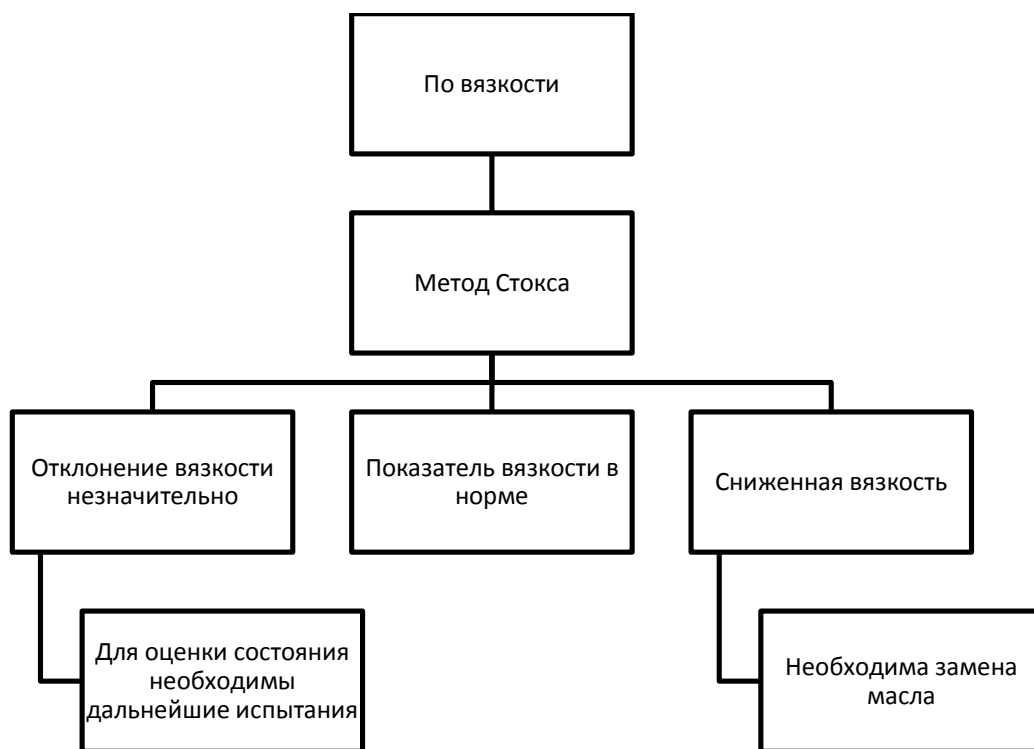 По вязкости
Метод Стокса
Отклонение вязкости
незначительно
Показатель вязкости в
норме
Сниженная вязкость
Для оценки состояния
необходимы
дальнейшие испытания
Необходима замена
масла